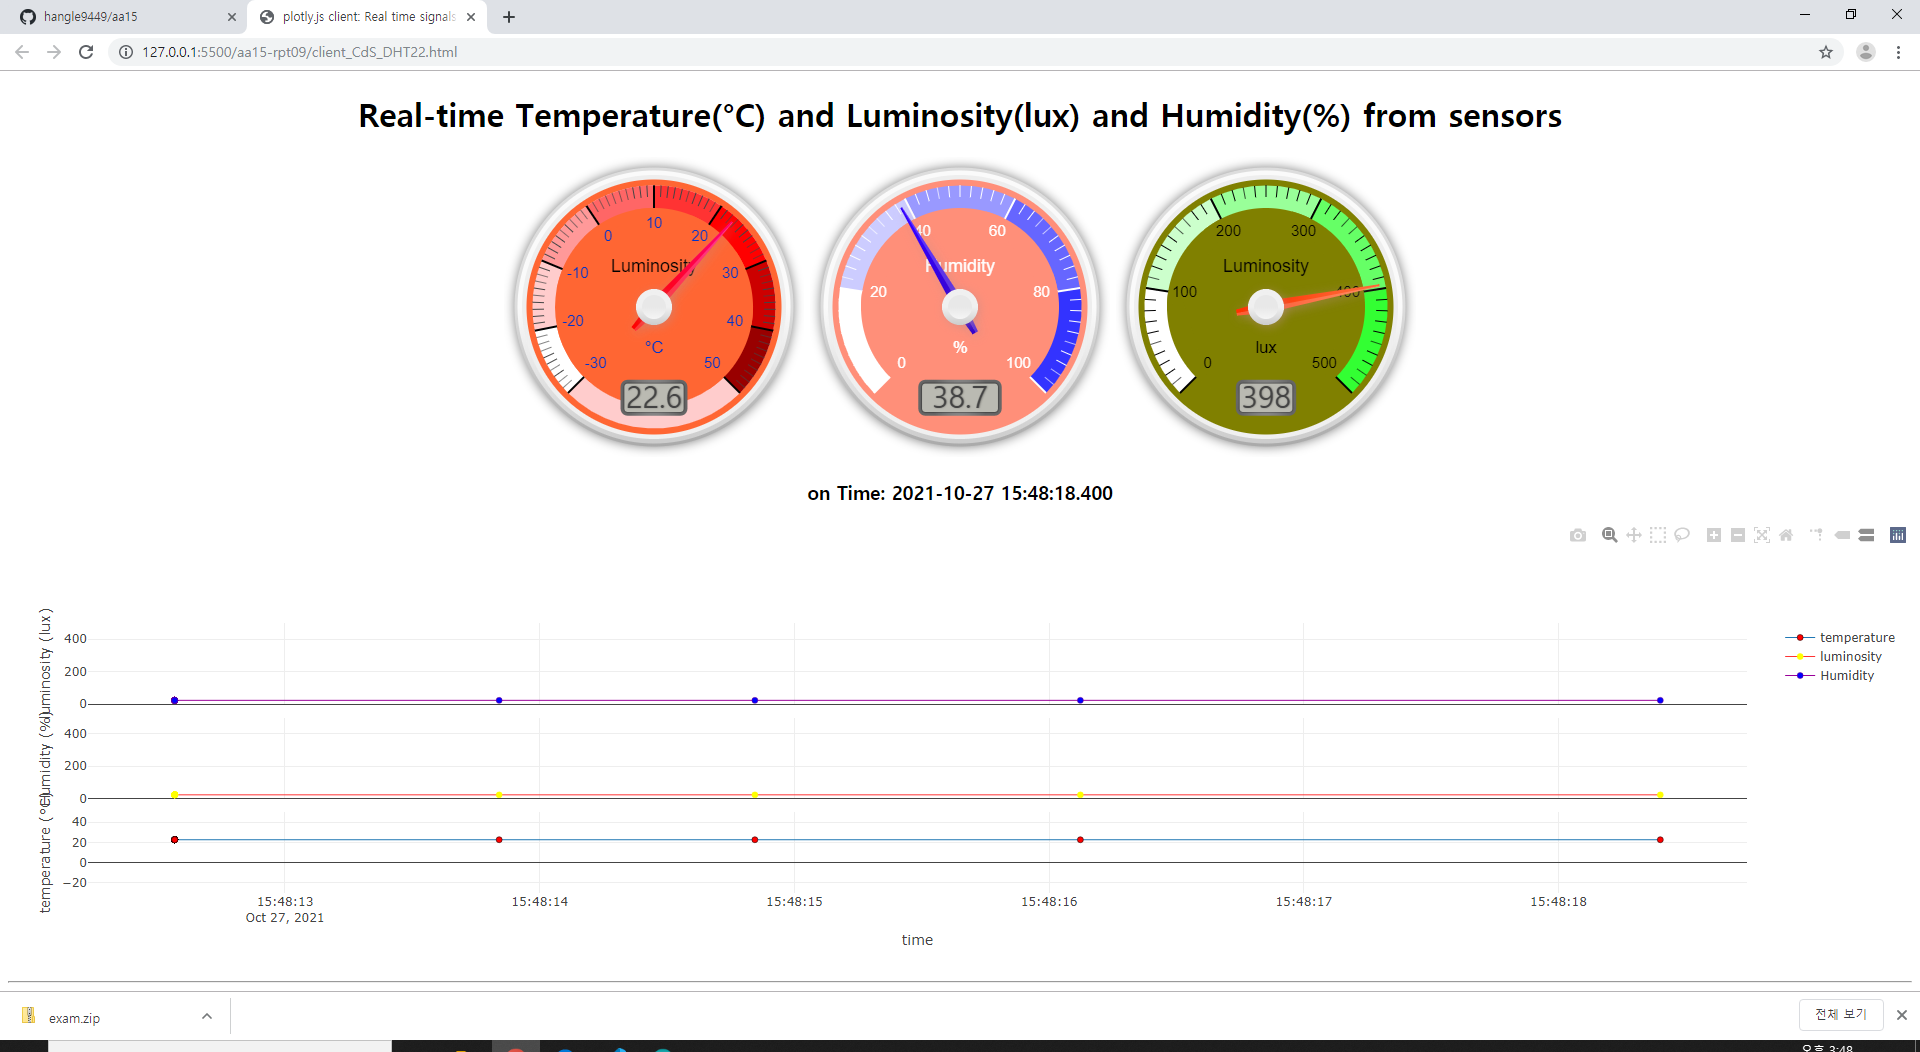 hangle9449/aa15
plotly.js client: Real time signals
127.0.0.1:5500/aa15-rpt09/client_CdS_DHT22.html
Real-time Temperature(°C) and Luminosity(lux) and Humidity(%) from sensors
-30 -20 -10 0 10 20 30 40 50
Luminosity
°C
22.6
0 20 40 60 80 100
Humidity
%
38.7
0 100 200 300 400 500
Luminosity
lux
398
on Time: 2021-10-27 15:48:18.400
luminosity (lux)
400
200
0
Humidity (%)
400
200
0
temperature (°C)
40
20
0
−20
15:48:13 15:48:14 15:48:15 15:48:16 15:48:17 15:48:18
Oct 27, 2021
time
temperature
luminosity
Humidity
exam.zip
전체 보기
오후 3:48